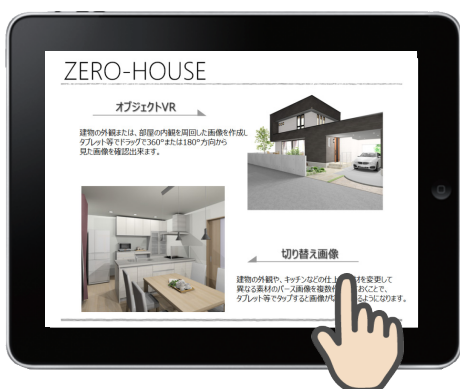 ZERO-HOUSE
オブジェクトVR
建物の外観または、部屋の内観を周回した画像を作成し
タブレット等でドラッグで360°または180°方向から
見た画像を確認出来ます。
切り替え画像
建物の外観や、キッチンなどの仕上 材を変更して
異なる素材のパース画像を複数 おくことで、
タブレット等でタップすると画像が るようになります。